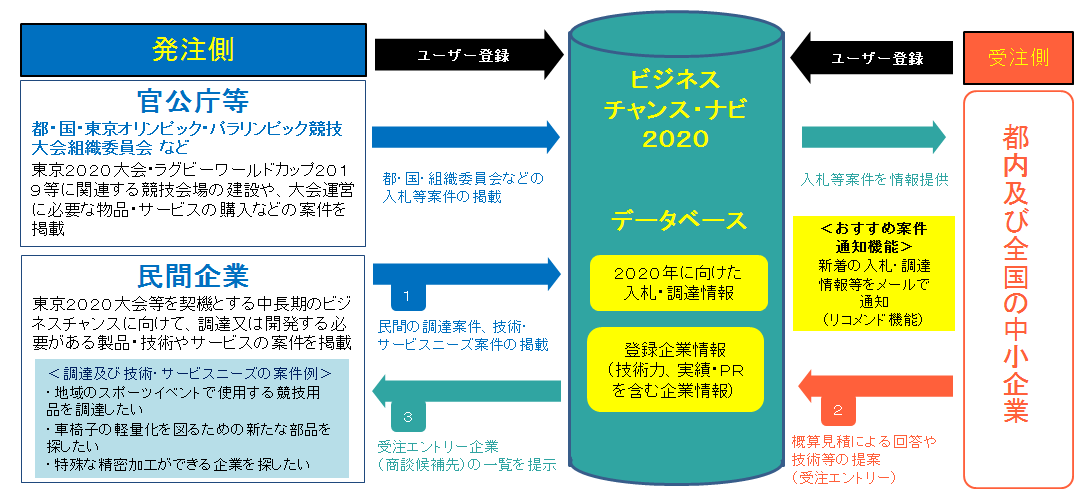 発注側
官公庁等
都・国・東京オリンピック・パラリンピック競技
大会組織委員会 など
東京2020大会・ラグビーワールドカップ201
9等に関連する競技会場の建設や、大会運営
に必要な物品・サービスの購入などの案件を
掲載
民間企業
東京2020大会等を契機とする中長期のビジ
ネスチャンスに向けて、調達又は開発する必
要がある製品・技術やサービスの案件を掲載
＜調達及び技術・サービスニーズの案件例＞
・地域のスポーツイベントで使用する競技用
品を調達したい
・車椅子の軽量化を図るための新たな部品を
探したい
・特殊な精密加工ができる企業を探したい
ユーザー登録
都・国・組織委員会などの
入札等案件の掲載
1
民間の調達案件、技術・
サービスニーズ案件の掲載
3
受注エントリー企業
（商談候補先）の一覧を提示
ビジネス
チャンス・ナビ
2020
データベース
2020年に向けた
入札・調達情報
登録企業情報
（技術力、実績・PR
を含む企業情報）
ユーザー登録
入札等案件を情報提供
＜おすすめ案件
通知機能＞
新着の入札・調達
情報等をメールで
通知
（リコメンド機能）
2
概算見積による回答や
技術等の提案
（受注エントリー）
受注側
都内及び全国の中小企業